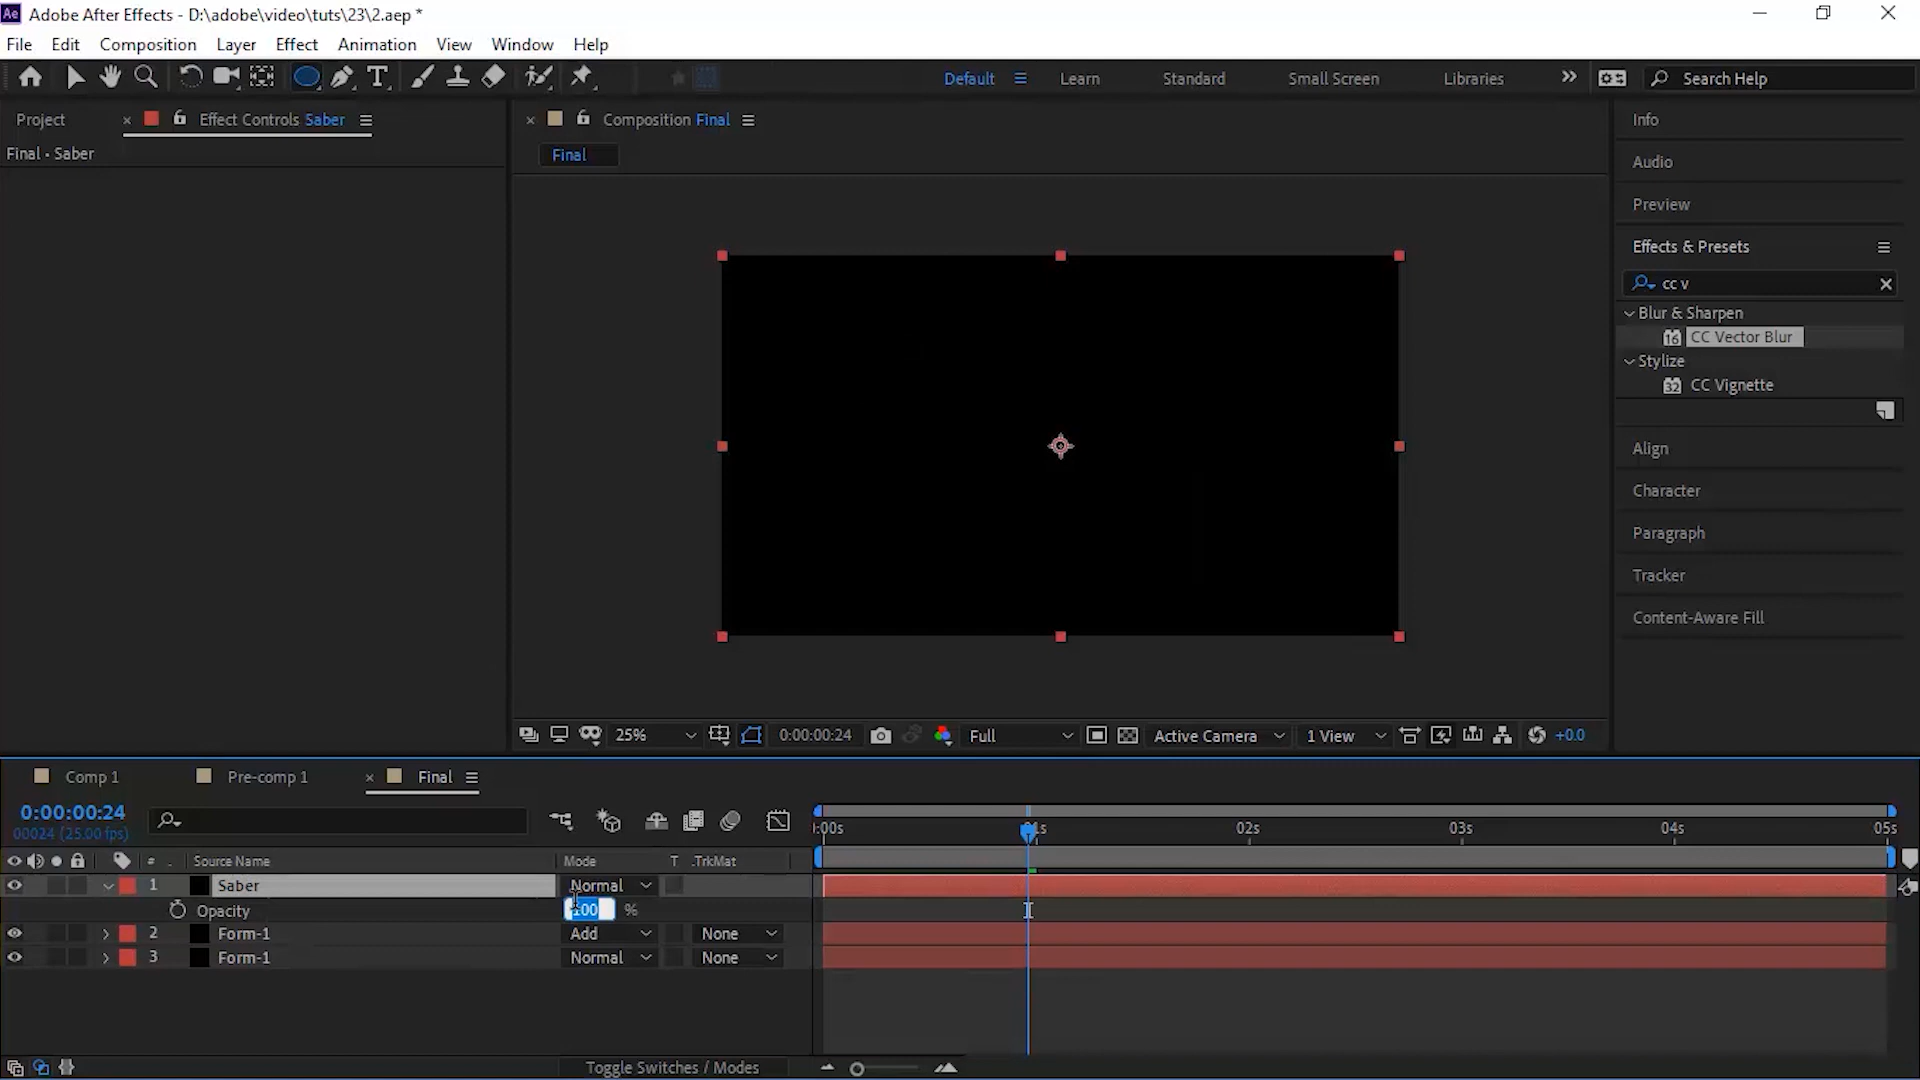 Ae Adobe After Effects - D:\adobe\video\tuts\23\2.aep *
File Edit Composition Layer Effect Animation View Window Help
T Default Learn Standard Small Screen Libraries Search Help
Project Effect Controls Saber
Final • Saber
Composition Final
Final
Info
Audio
Preview
Effects & Presets
cc v
Blur & Sharpen
16 CC Vector Blur
Stylize
32 CC Vignette
Align
Character
Paragraph
Tracker
Content-Aware Fill
25% 0:00:00:24 Full Active Camera 1 View +0.0
Comp 1 Pre-comp 1 Final
0:00:00:24
00024 (25.00 fps)
:00s 01s 02s 03s 04s 05s
# Source Name Mode T .TrkMat
1 Saber Normal
Opacity 100 %
2 Form-1 Add None
3 Form-1 Normal None
Toggle Switches / Modes